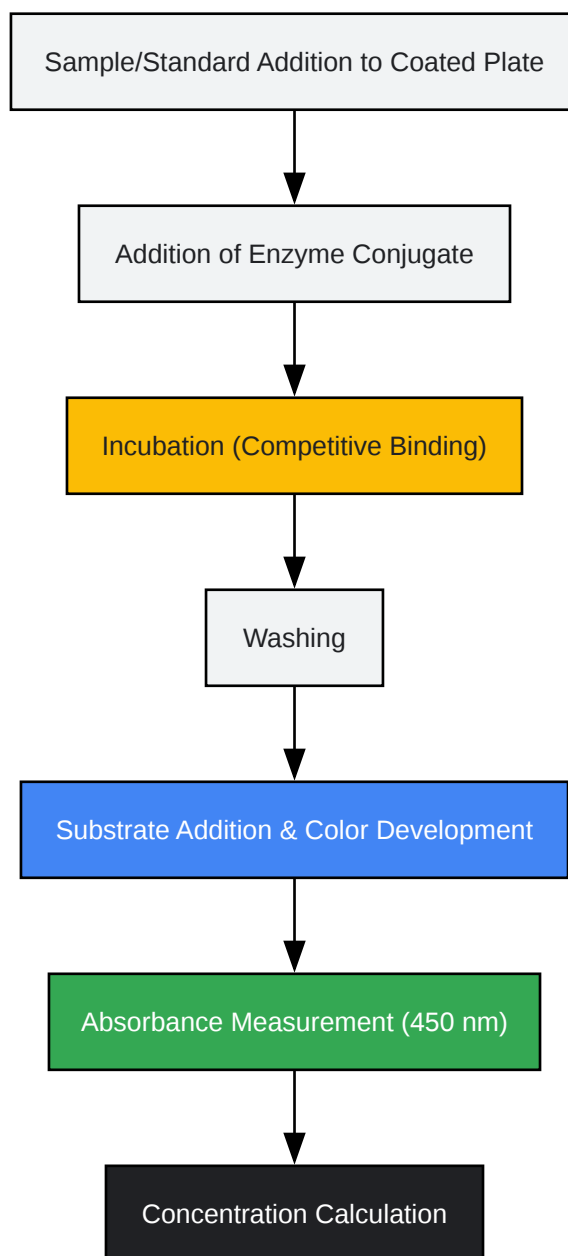 Sample/Standard Addition to Coated Plate
Addition of Enzyme Conjugate
Incubation (Competitive Binding)
Washing
Substrate Addition & Color Development
Absorbance Measurement (450 nm)
Concentration Calculation